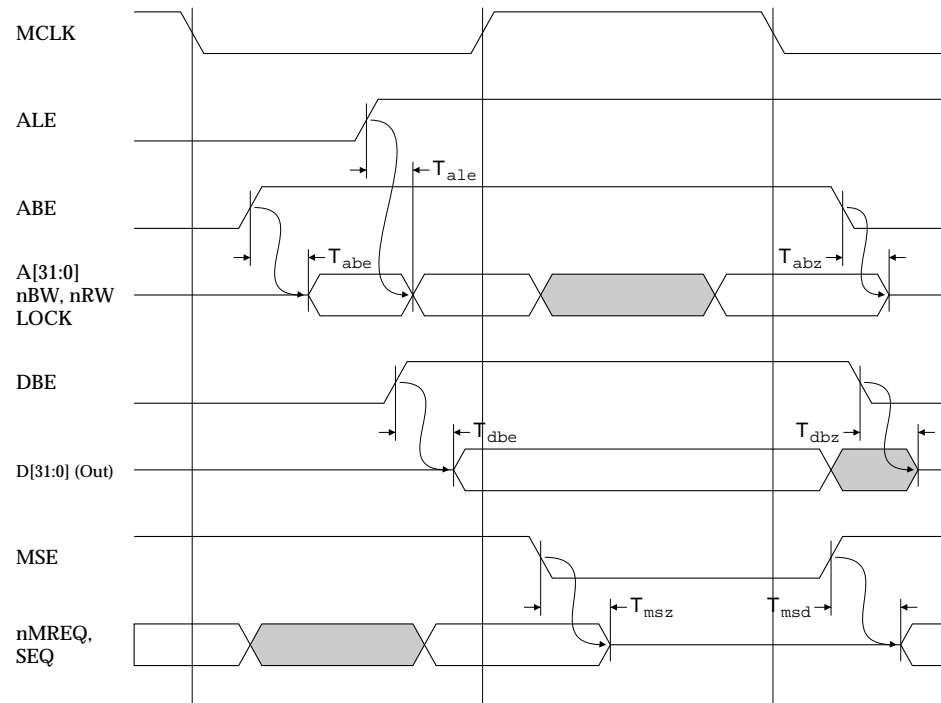 MCLK
ALE
Tale
ABE
Tabe
Tabz
A[31:0]
nBW, nRW
LOCK
DBE
Tdbe
Tdbz
D[31:0] (Out)
MSE
Tmsz
Tmsd
nMREQ,
SEQ